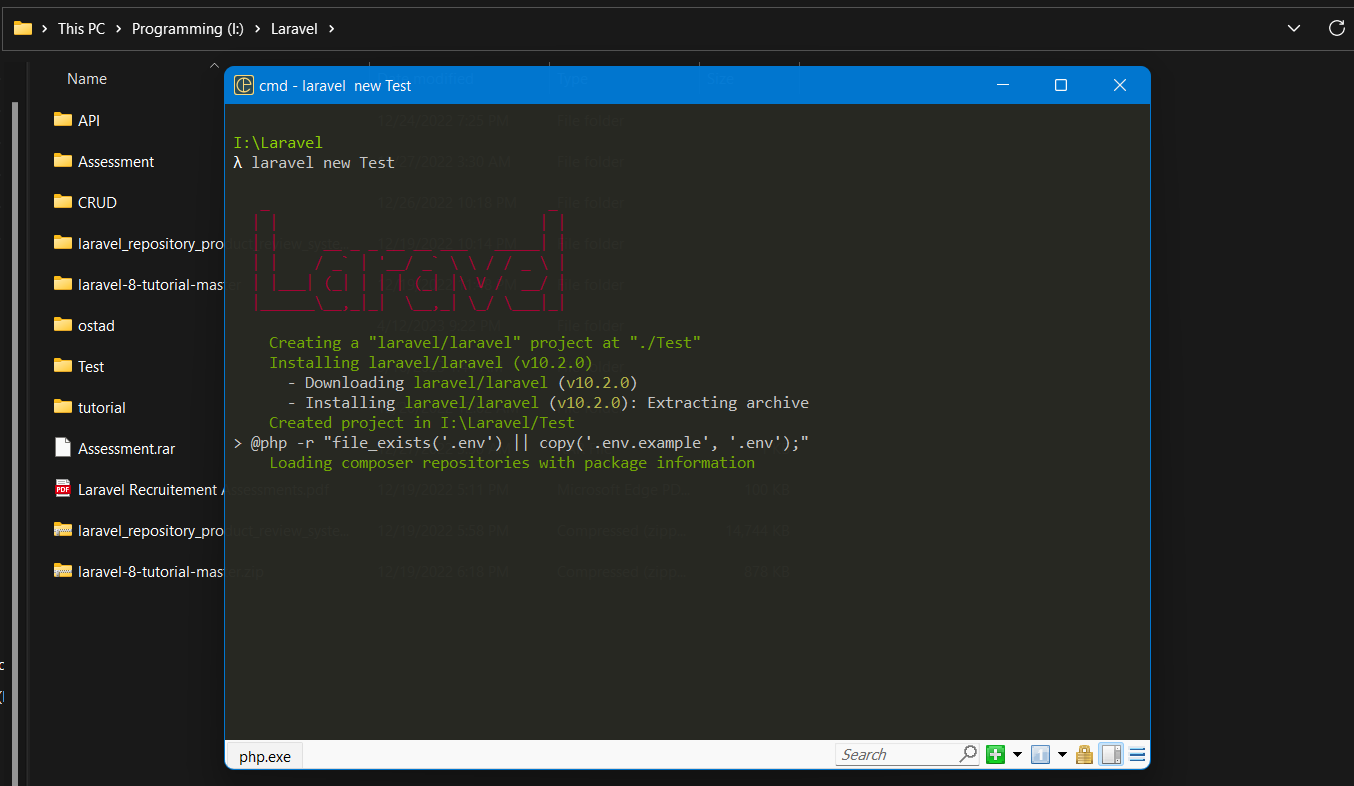 This PC
Programming (I:)
Laravel
Name
API
Assessment
CRUD
laravel_repository_pro
laravel-8-tutorial-mast
ostad
Test
tutorial
Assessment.rar
Laravel Recruitement Assessments.pdf
laravel_repository_product_review_syste...
laravel-8-tutorial-master.zip
cmd - laravel  new Test
I:\Laravel
λ laravel new Test
Laravel
Creating a "laravel/laravel" project at "./Test"
Installing laravel/laravel (v10.2.0)
- Downloading laravel/laravel (v10.2.0)
- Installing laravel/laravel (v10.2.0): Extracting archive
Created project in I:\Laravel/Test
> @php -r "file_exists('.env') || copy('.env.example', '.env');"
Loading composer repositories with package information
php.exe
Search
1